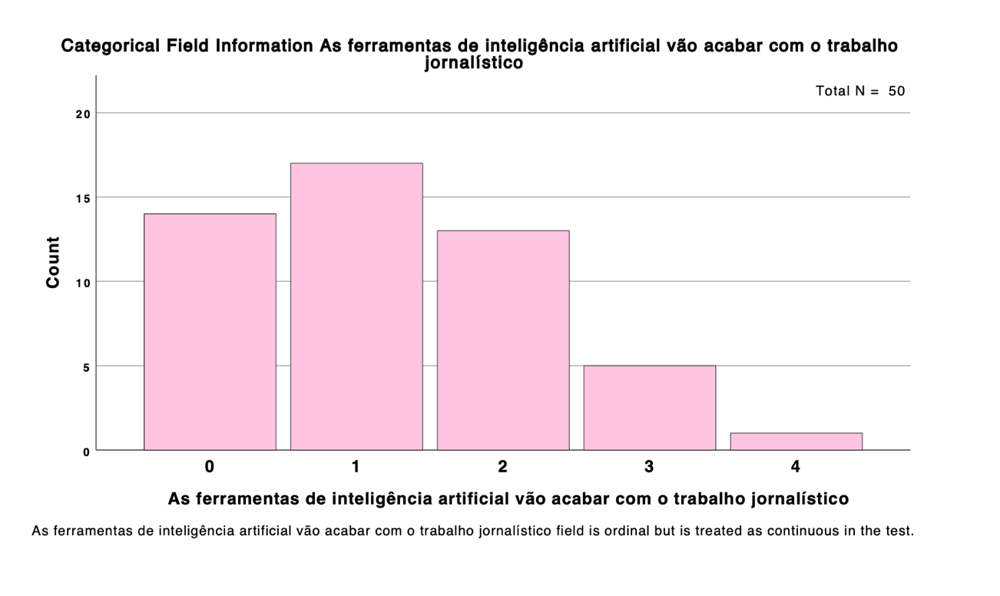 Categorical Field Information As ferramentas de inteligência artificial vão acabar com o trabalho
jornalístico
Total N = 50
20
15
10
5
0
Count
0 1 2 3 4
As ferramentas de inteligência artificial vão acabar com o trabalho jornalístico
As ferramentas de inteligência artificial vão acabar com o trabalho jornalístico field is ordinal but is treated as continuous in the test.